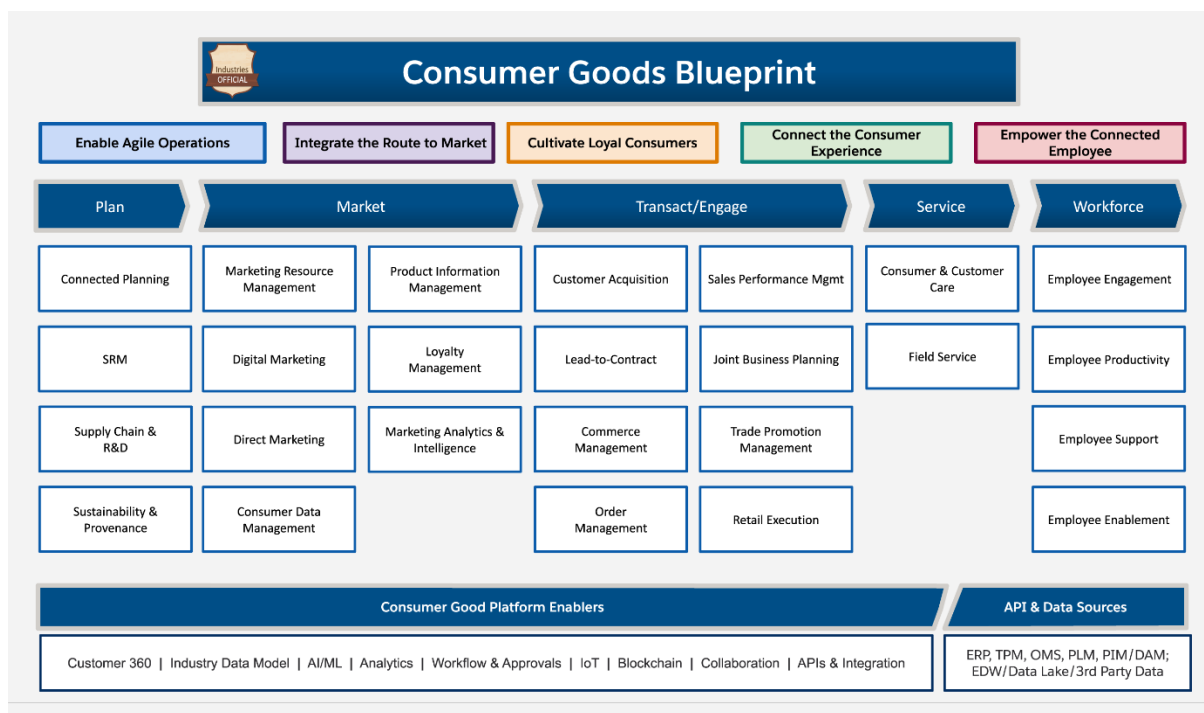 Industries
OFFICIAL
Consumer Goods Blueprint
Enable Agile Operations
Integrate the Route to Market
Cultivate Loyal Consumers
Connect the Consumer
Experience
Empower the Connected
Employee
Plan
Market
Transact/Engage
Service
Workforce
Connected Planning
Marketing Resource
Management
Product Information
Management
Customer Acquisition
Sales Performance Mgmt
Consumer & Customer
Care
Employee Engagement
SRM
Digital Marketing
Loyalty
Management
Lead-to-Contract
Joint Business Planning
Field Service
Employee Productivity
Supply Chain &
R&D
Direct Marketing
Marketing Analytics &
Intelligence
Commerce
Management
Trade Promotion
Management
Employee Support
Sustainability &
Provenance
Consumer Data
Management
Order
Management
Retail Execution
Employee Enablement
Consumer Good Platform Enablers
API & Data Sources
Customer 360 | Industry Data Model | AI/ML | Analytics | Workflow & Approvals | IoT | Blockchain | Collaboration | APIs & Integration
ERP, TPM, OMS, PLM, PIM/DAM;
EDW/Data Lake/3rd Party Data